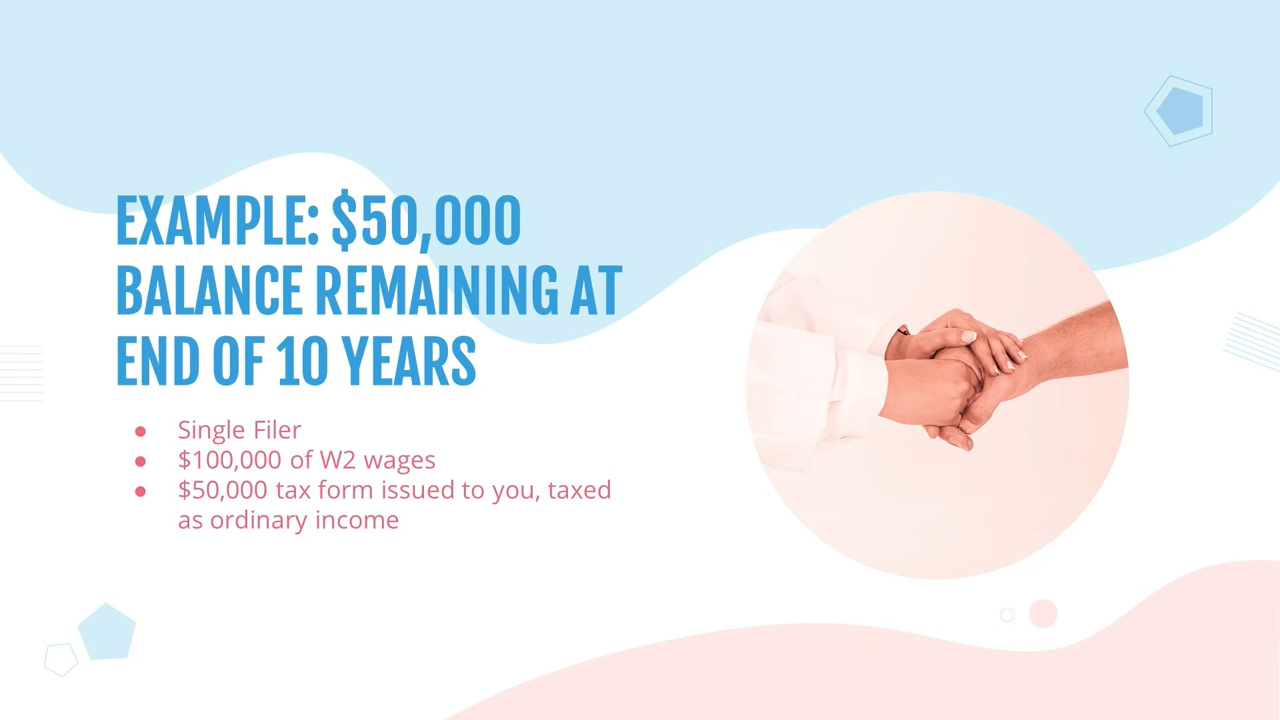 EXAMPLE: $50,000
BALANCE REMAINING AT
END OF 10 YEARS
● Single Filer
● $100,000 of W2 wages
● $50,000 tax form issued to you, taxed
as ordinary income